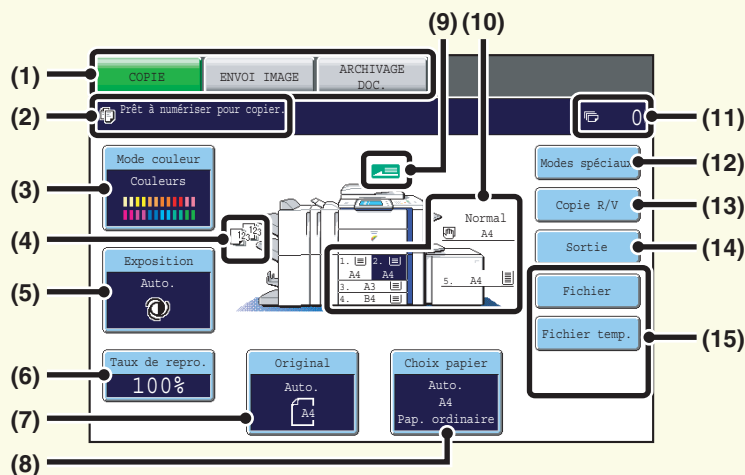 (9) (10)
(1) COPIE ENVOI IMAGE ARCHIVAGE DOC.
(2) Prêt à numériser pour copier. 0 (11)
Mode couleur
Couleurs
(3)
Modes spéciaux (12)
Copie R/V (13)
Normal
A4
(4) 123 123
Sortie (14)
Exposition
Auto.
(5)
1. 2.
A4 A4
3. A3
4. B4
5. A4
Fichier
Fichier temp.
(15)
Taux de repro.
100%
(6)
Original
Auto.
A4
(7)
Choix papier
Auto.
A4
Pap. ordinaire
(8)